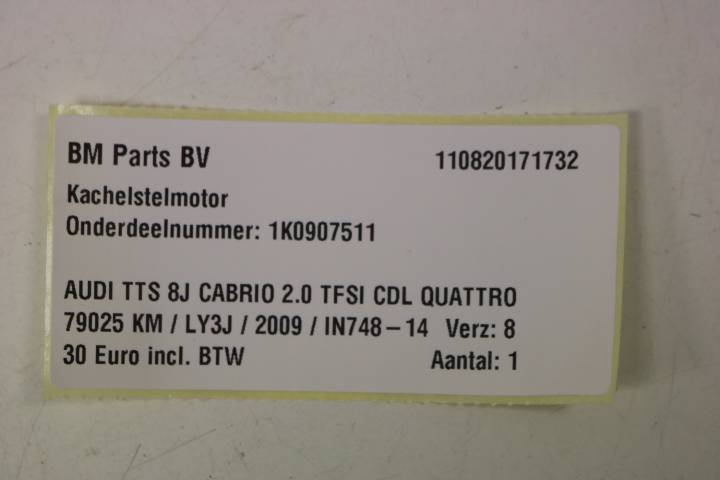 BM Parts BV 110820171732
Kachelstelmotor
Onderdeelnummer: 1K0907511
AUDI TTS 8J CABRIO 2.0 TFSI CDL QUATTRO
79025 KM / LY3J / 2009 / IN748-14 Verz: 8
30 Euro incl. BTW Aantal: 1